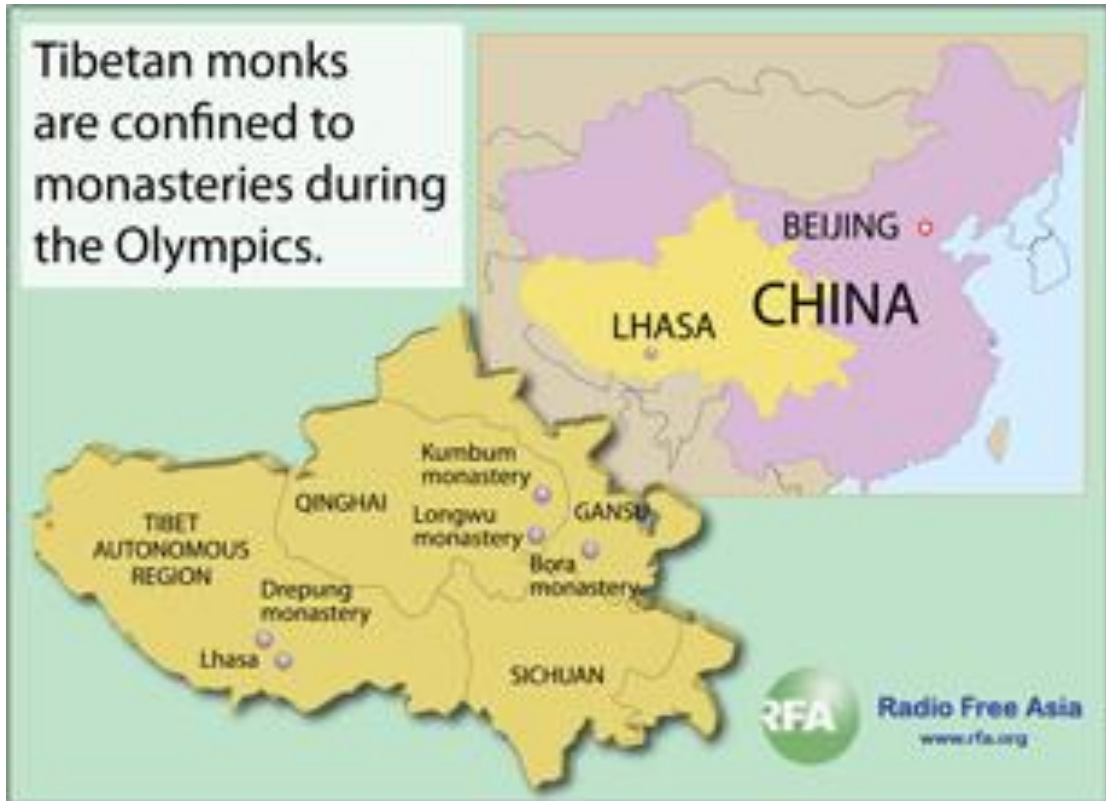 Tibetan monks
are confined to
monasteries during
the Olympics.
BEIJING
CHINA
LHASA
Kumbum
monastery
QINGHAI
Longwu
monastery
GANSU
Bora
monastery
TIBET
AUTONOMOUS
REGION
Drepung
monastery
Lhasa
SICHUAN
RFA
Radio Free Asia
www.rfa.org